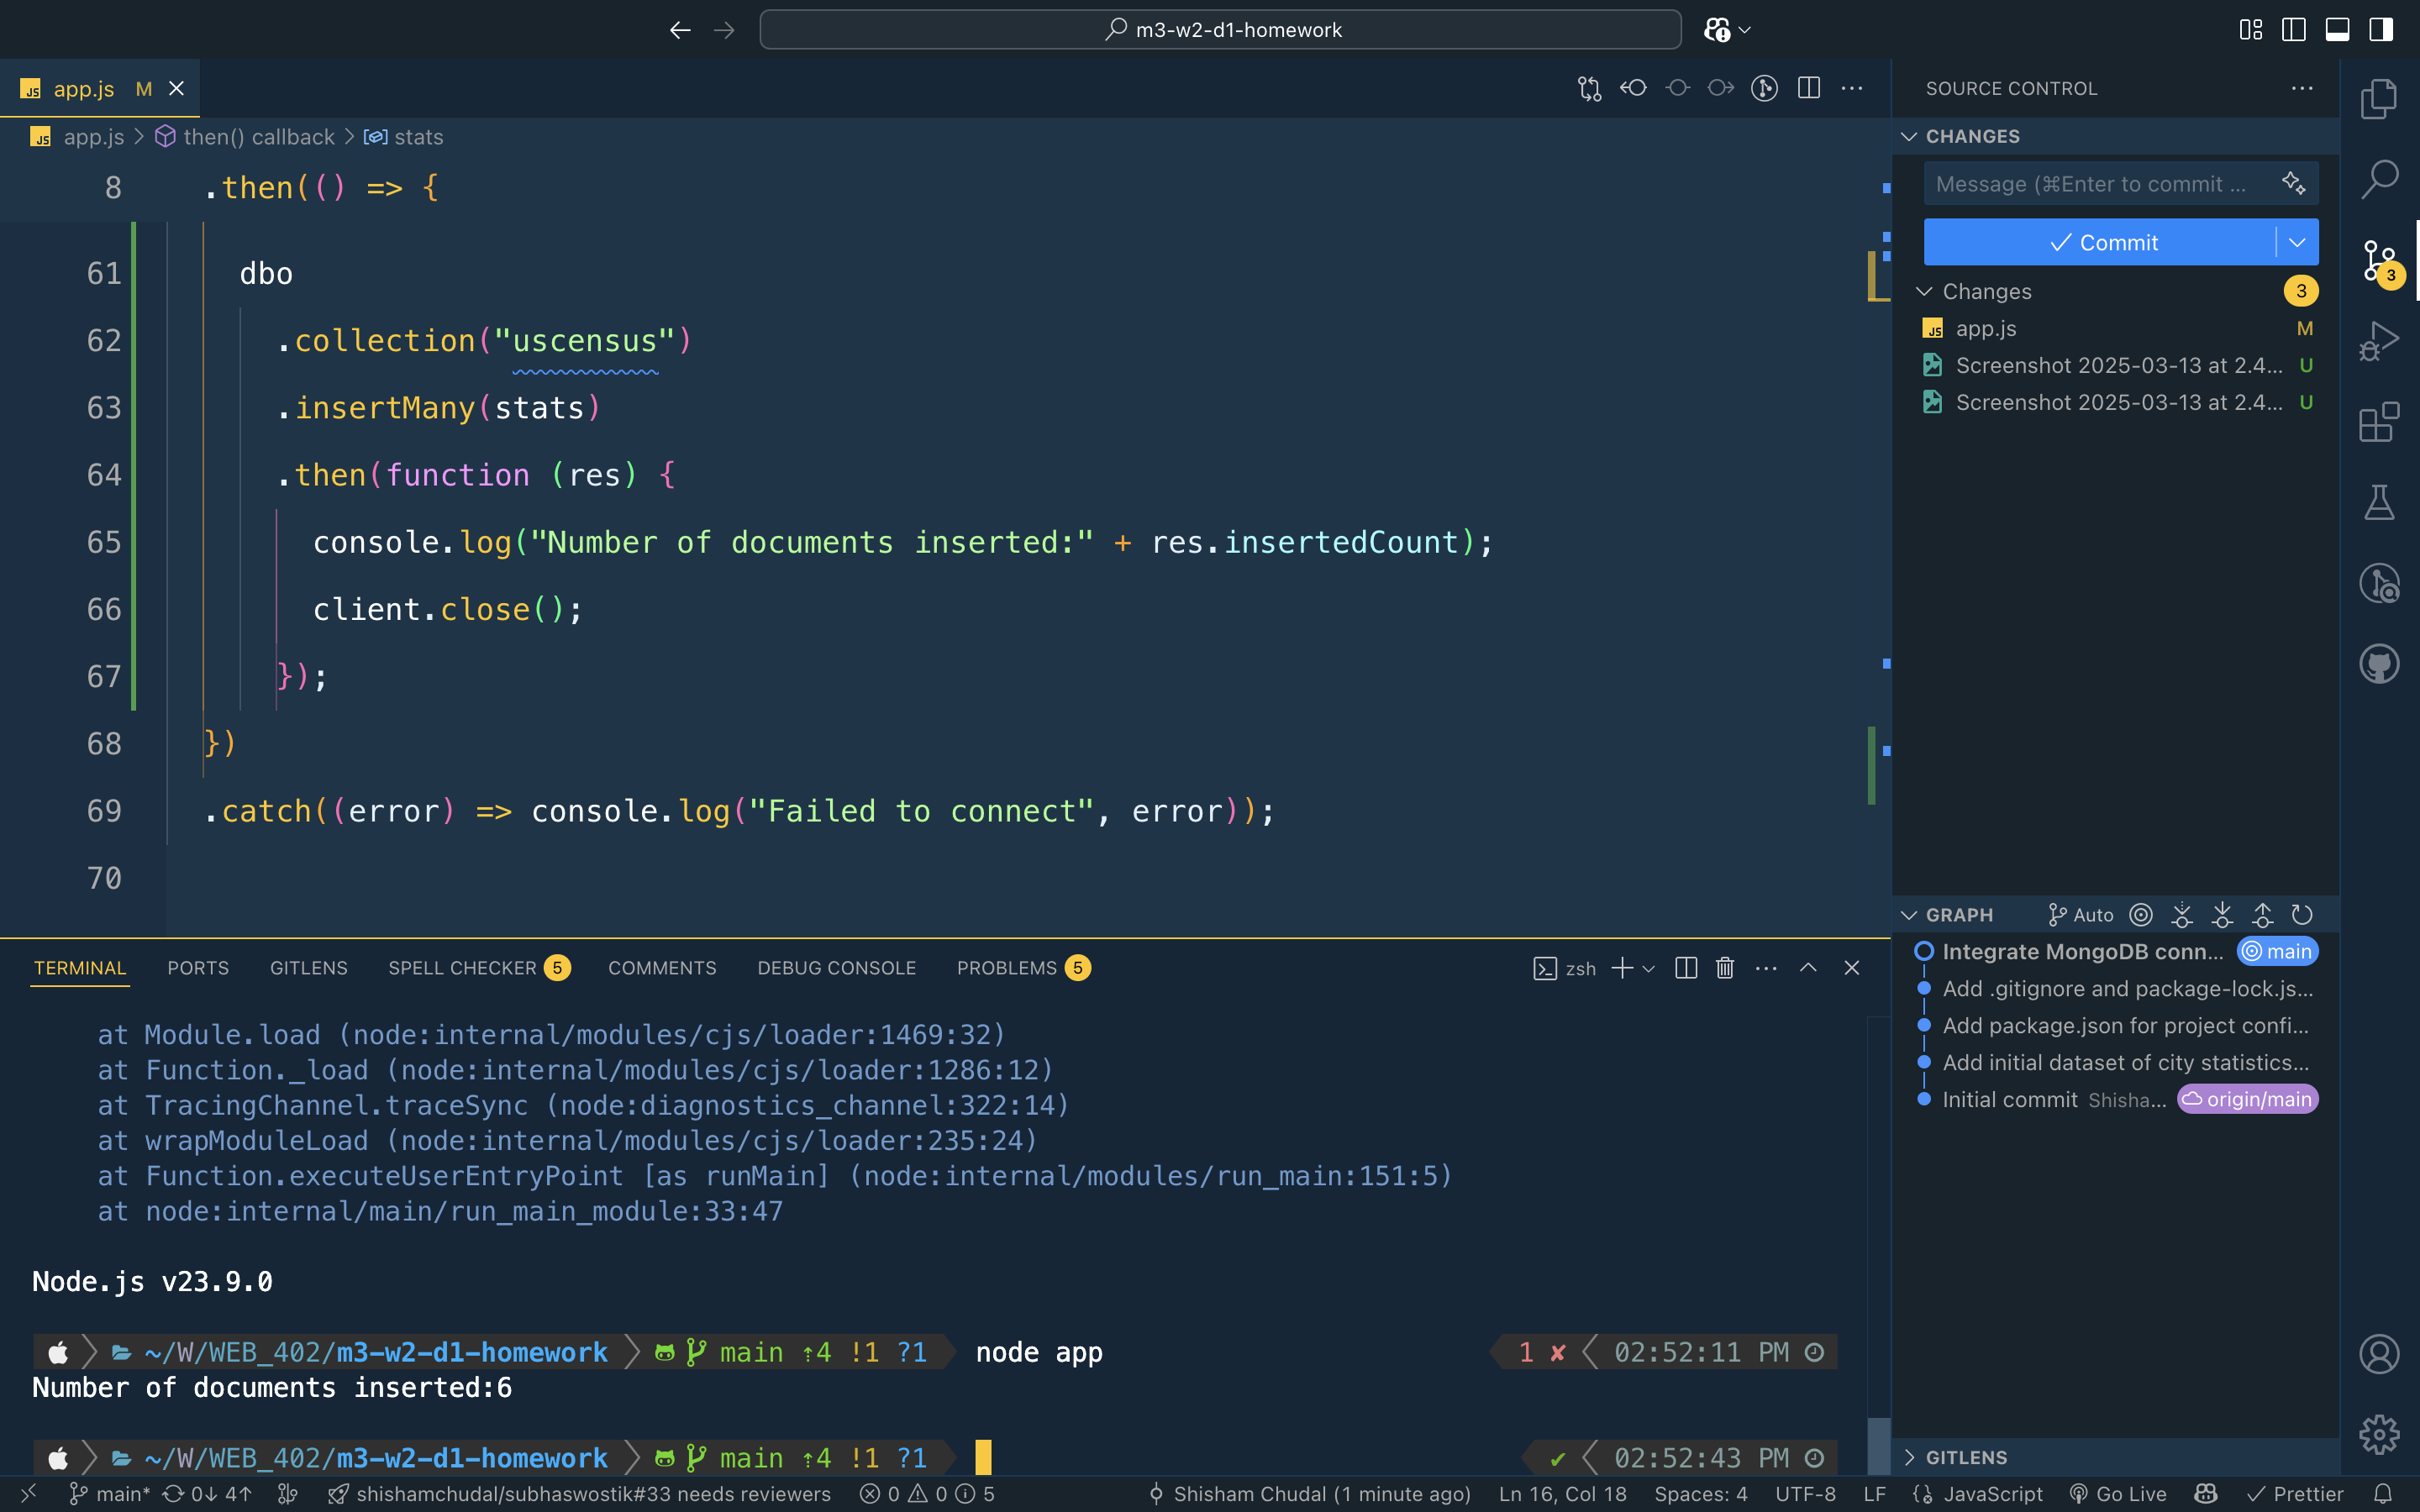 m3-w2-d1-homework
app.js M
app.js > then() callback > stats
8 .then(() => {
61 dbo
62 .collection("uscensus")
63 .insertMany(stats)
64 .then(function (res) {
65 console.log("Number of documents inserted:" + res.insertedCount);
66 client.close();
67 });
68 })
69 .catch((error) => console.log("Failed to connect", error));
70
SOURCE CONTROL
CHANGES
Message (⌘Enter to commit ...
Commit
Changes 3
app.js M
Screenshot 2025-03-13 at 2.4... U
Screenshot 2025-03-13 at 2.4... U
3
GRAPH Auto
Integrate MongoDB conn... main
Add .gitignore and package-lock.js...
Add package.json for project confi...
Add initial dataset of city statistics...
Initial commit Shisha... origin/main
GITLENS
TERMINAL PORTS GITLENS SPELL CHECKER 5 COMMENTS DEBUG CONSOLE PROBLEMS 5 zsh
at Module.load (node:internal/modules/cjs/loader:1469:32)
at Function._load (node:internal/modules/cjs/loader:1286:12)
at TracingChannel.traceSync (node:diagnostics_channel:322:14)
at wrapModuleLoad (node:internal/modules/cjs/loader:235:24)
at Function.executeUserEntryPoint [as runMain] (node:internal/modules/run_main:151:5)
at node:internal/main/run_main_module:33:47
Node.js v23.9.0
~/W/WEB_402/m3-w2-d1-homework main ⇡4 !1 ?1 node app 1 ✘ 02:52:11 PM
Number of documents inserted:6
~/W/WEB_402/m3-w2-d1-homework main ⇡4 !1 ?1 ✔ 02:52:43 PM
main* 0↓ 4↑ shishamchudal/subhaswostik#33 needs reviewers 0 0 5 Shisham Chudal (1 minute ago) Ln 16, Col 18 Spaces: 4 UTF-8 LF JavaScript Go Live Prettier